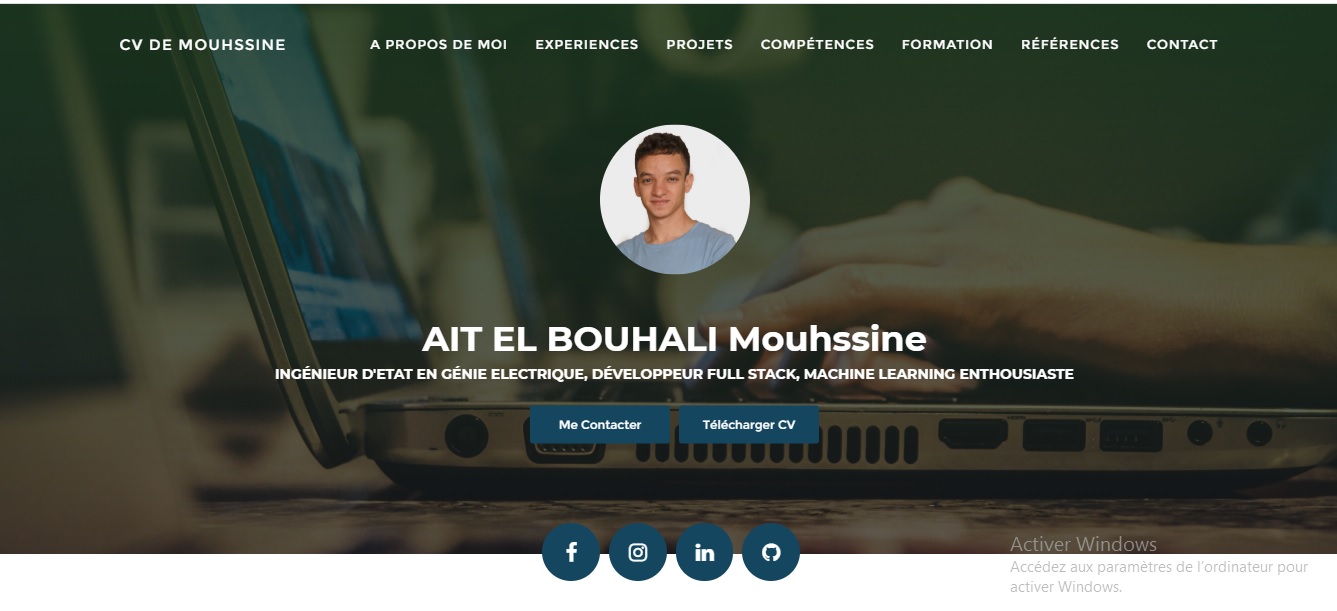 CV DE MOUHSSINE
A PROPOS DE MOI EXPERIENCES PROJETS COMPÉTENCES FORMATION RÉFÉRENCES CONTACT
AIT EL BOUHALI Mouhssine
INGÉNIEUR D'ETAT EN GÉNIE ELECTRIQUE, DÉVELOPPEUR FULL STACK, MACHINE LEARNING ENTHOUSIASTE
Me Contacter Télécharger CV
Activer Windows
Accédez aux paramètres de l'ordinateur pour
activer Windows.